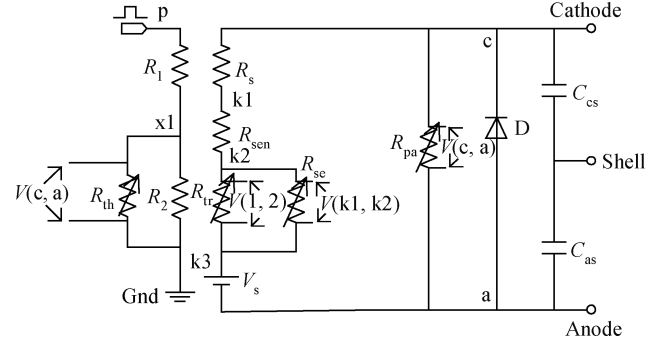 p
Cathode
c
R1
Rs
k1
Ccs
x1
Rsen
k2
Rpa
V(c, a)
D
Shell
Rse
V(c, a)
Rth
R2
Rtr
V(1, 2)
V(k1, k2)
k3
Cas
Vs
Gnd
a
Anode